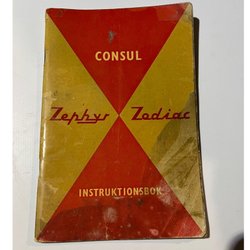 CONSUL
Zephyr Zodiac
INSTRUKTIONSBOK